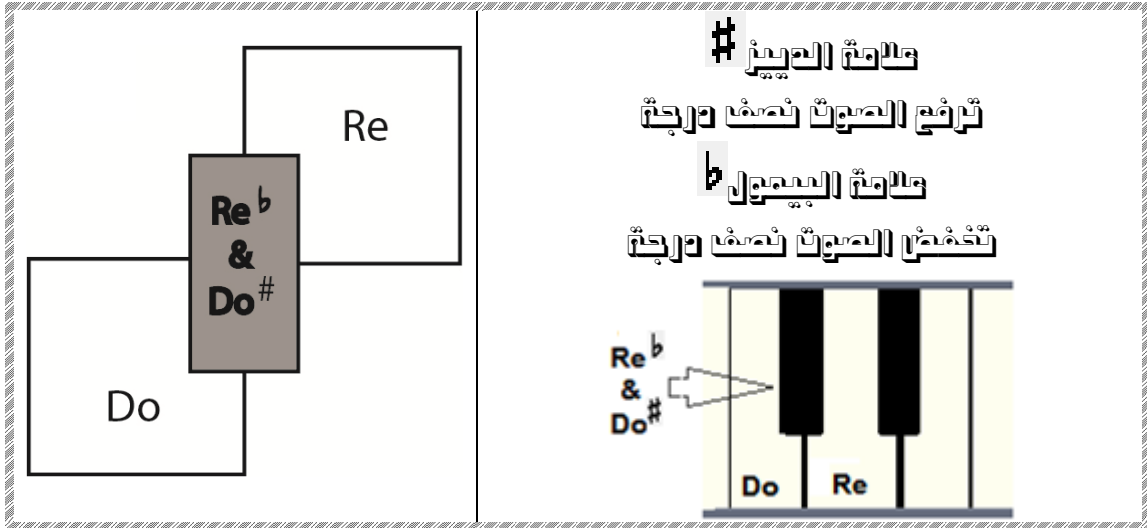 Re
Re♭
&
Do#
Do
علامة الدييز ♯
ترفع الصوت نصف درجة
علامة البيمول ♭
تخفض الصوت نصف درجة
Re♭
&
Do♯
Do Re